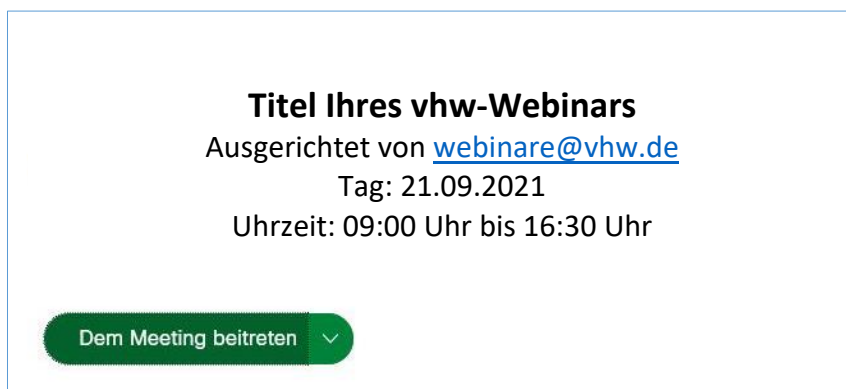 Titel Ihres vhw-Webinars
Ausgerichtet von webinare@vhw.de
Tag: 21.09.2021
Uhrzeit: 09:00 Uhr bis 16:30 Uhr
Dem Meeting beitreten